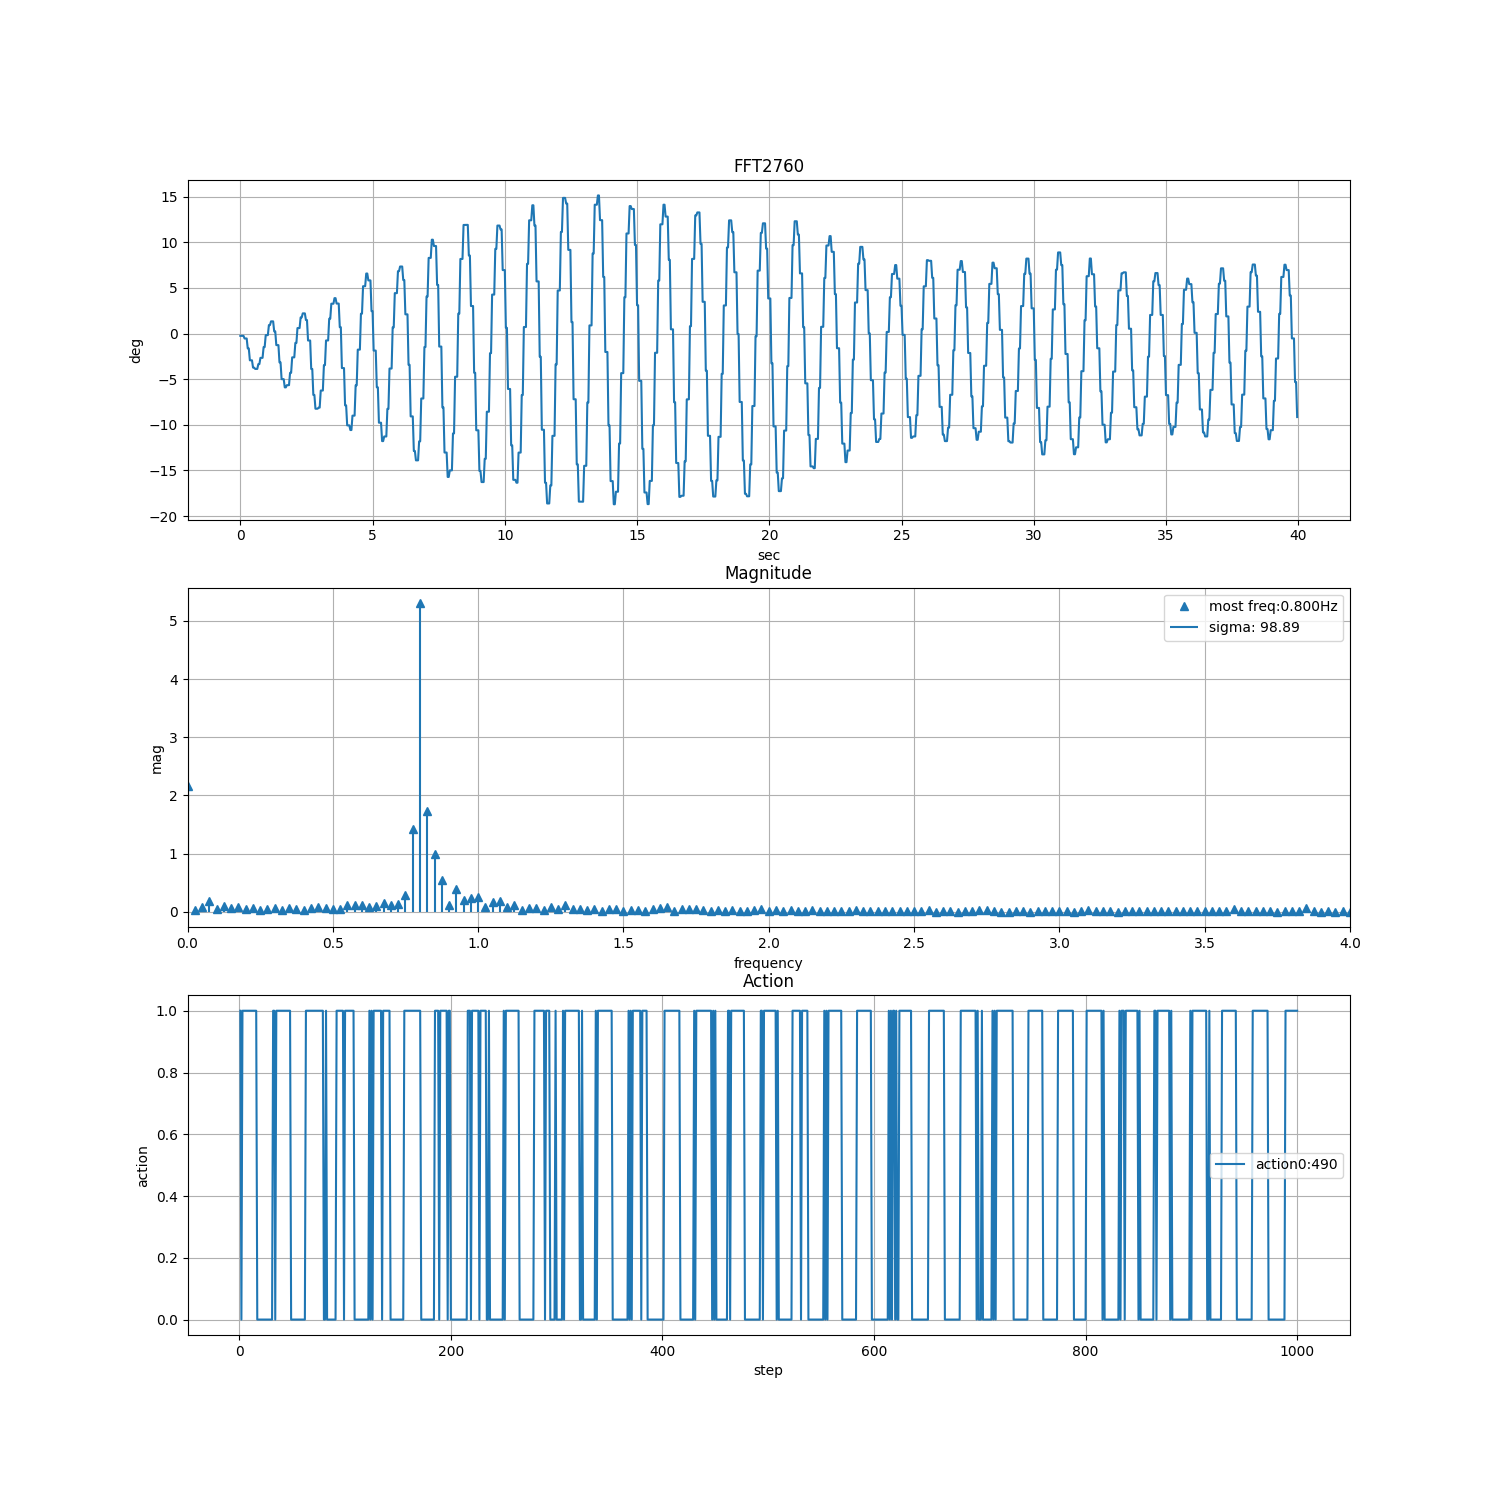 FFT2760
15
10
5
0
−5
−10
−15
−20
deg
0 5 10 15 20 25 30 35 40
sec
Magnitude
most freq:0.800Hz
sigma: 98.89
5
4
3
2
1
0
mag
0.0 0.5 1.0 1.5 2.0 2.5 3.0 3.5 4.0
frequency
Action
1.0
0.8
0.6
0.4
0.2
0.0
action
action0:490
0 200 400 600 800 1000
step